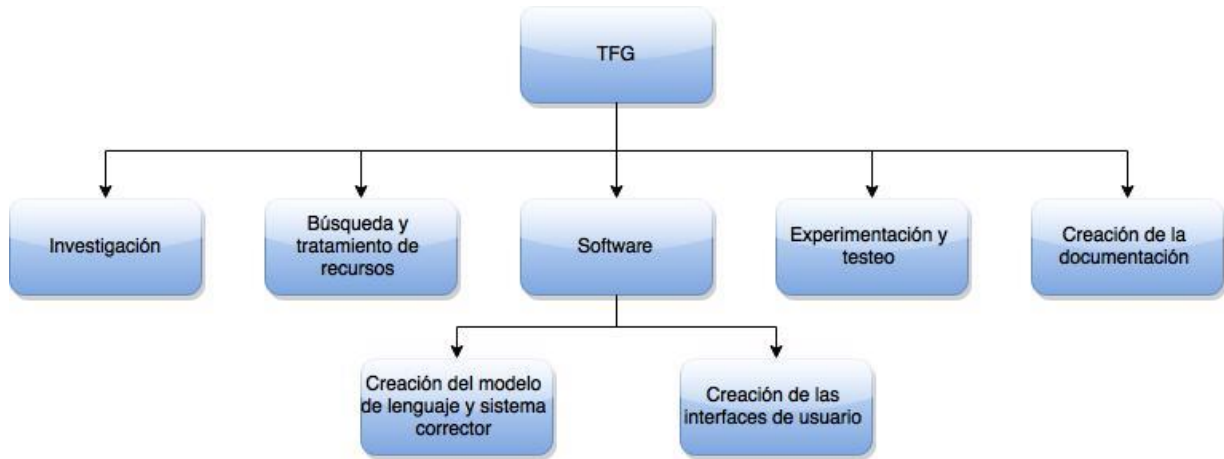 TFG
Investigación
Búsqueda y
tratamiento de
recursos
Software
Experimentación y
testeo
Creación de la
documentación
Creación del modelo
de lenguaje y sistema
corrector
Creación de las
interfaces de usuario